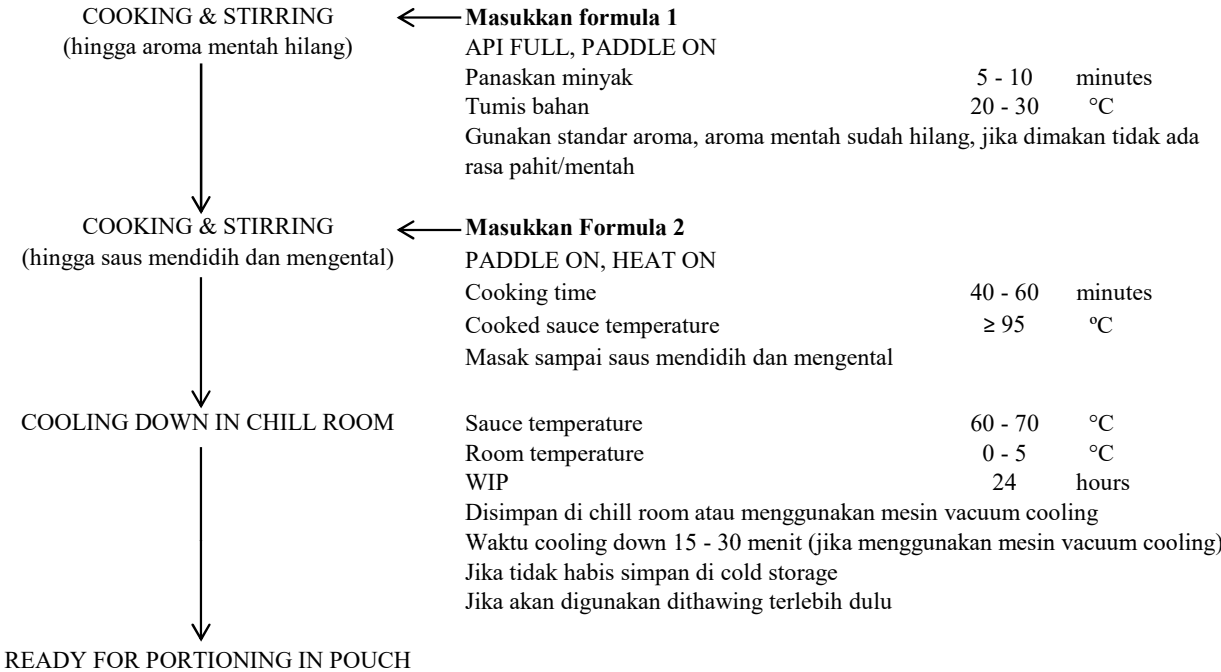 COOKING & STIRRING
(hingga aroma mentah hilang)
Masukkan formula 1
API FULL, PADDLE ON
Panaskan minyak 5 - 10 minutes
Tumis bahan 20 - 30 °C
Gunakan standar aroma, aroma mentah sudah hilang, jika dimakan tidak ada
rasa pahit/mentah
COOKING & STIRRING
(hingga saus mendidih dan mengental)
Masukkan Formula 2
PADDLE ON, HEAT ON
Cooking time 40 - 60 minutes
Cooked sauce temperature ≥ 95 ºC
Masak sampai saus mendidih dan mengental
COOLING DOWN IN CHILL ROOM
Sauce temperature 60 - 70 °C
Room temperature 0 - 5 °C
WIP 24 hours
Disimpan di chill room atau menggunakan mesin vacuum cooling
Waktu cooling down 15 - 30 menit (jika menggunakan mesin vacuum cooling)
Jika tidak habis simpan di cold storage
Jika akan digunakan dithawing terlebih dulu
READY FOR PORTIONING IN POUCH